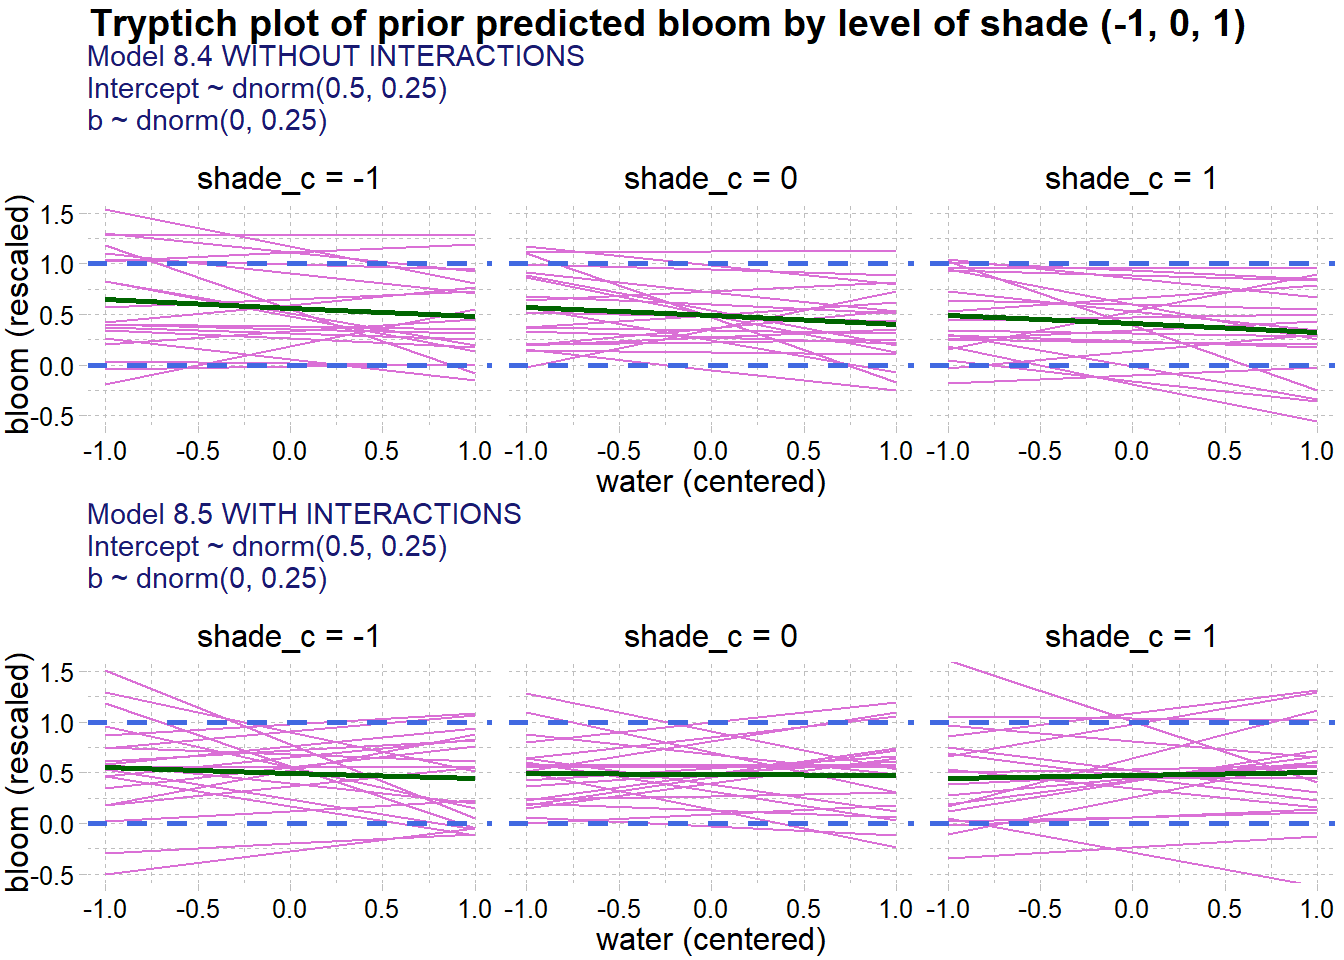 Tryptich plot of prior predicted bloom by level of shade (-1, 0, 1)
Model 8.4 WITHOUT INTERACTIONS
Intercept ~ dnorm(0.5, 0.25)
b ~ dnorm(0, 0.25)
shade_c = -1 shade_c = 0 shade_c = 1
bloom (rescaled)
1.5
1.0
0.5
0.0
-0.5
-1.0 -0.5 0.0 0.5 1.0 -1.0 -0.5 0.0 0.5 1.0 -1.0 -0.5 0.0 0.5 1.0
water (centered)
Model 8.5 WITH INTERACTIONS
Intercept ~ dnorm(0.5, 0.25)
b ~ dnorm(0, 0.25)
shade_c = -1 shade_c = 0 shade_c = 1
bloom (rescaled)
1.5
1.0
0.5
0.0
-0.5
-1.0 -0.5 0.0 0.5 1.0 -1.0 -0.5 0.0 0.5 1.0 -1.0 -0.5 0.0 0.5 1.0
water (centered)